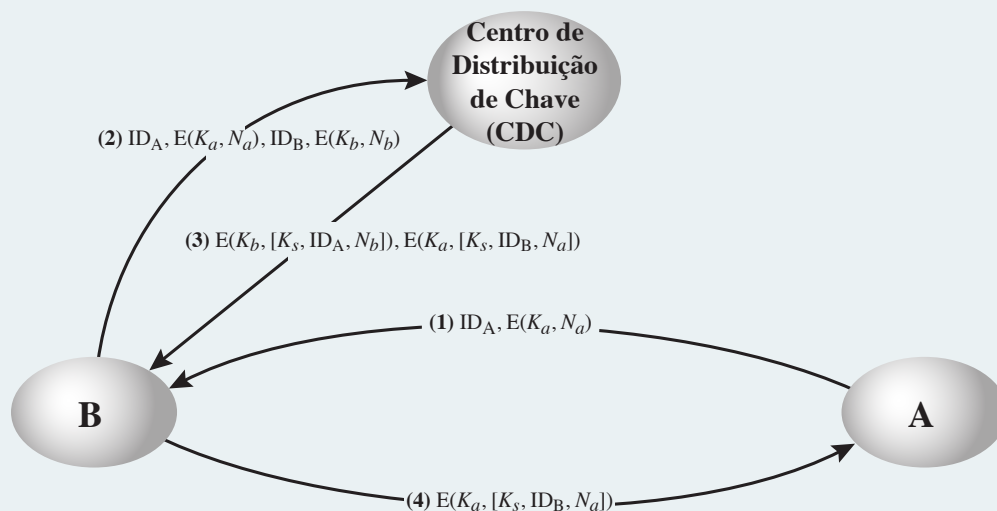 Centro de
Distribuição
de Chave
(CDC)
(2) ID_A, E(K_a, N_a), ID_B, E(K_b, N_b)
(3) E(K_b, [K_s, ID_A, N_b]), E(K_a, [K_s, ID_B, N_a])
(1) ID_A, E(K_a, N_a)
B
A
(4) E(K_a, [K_s, ID_B, N_a])